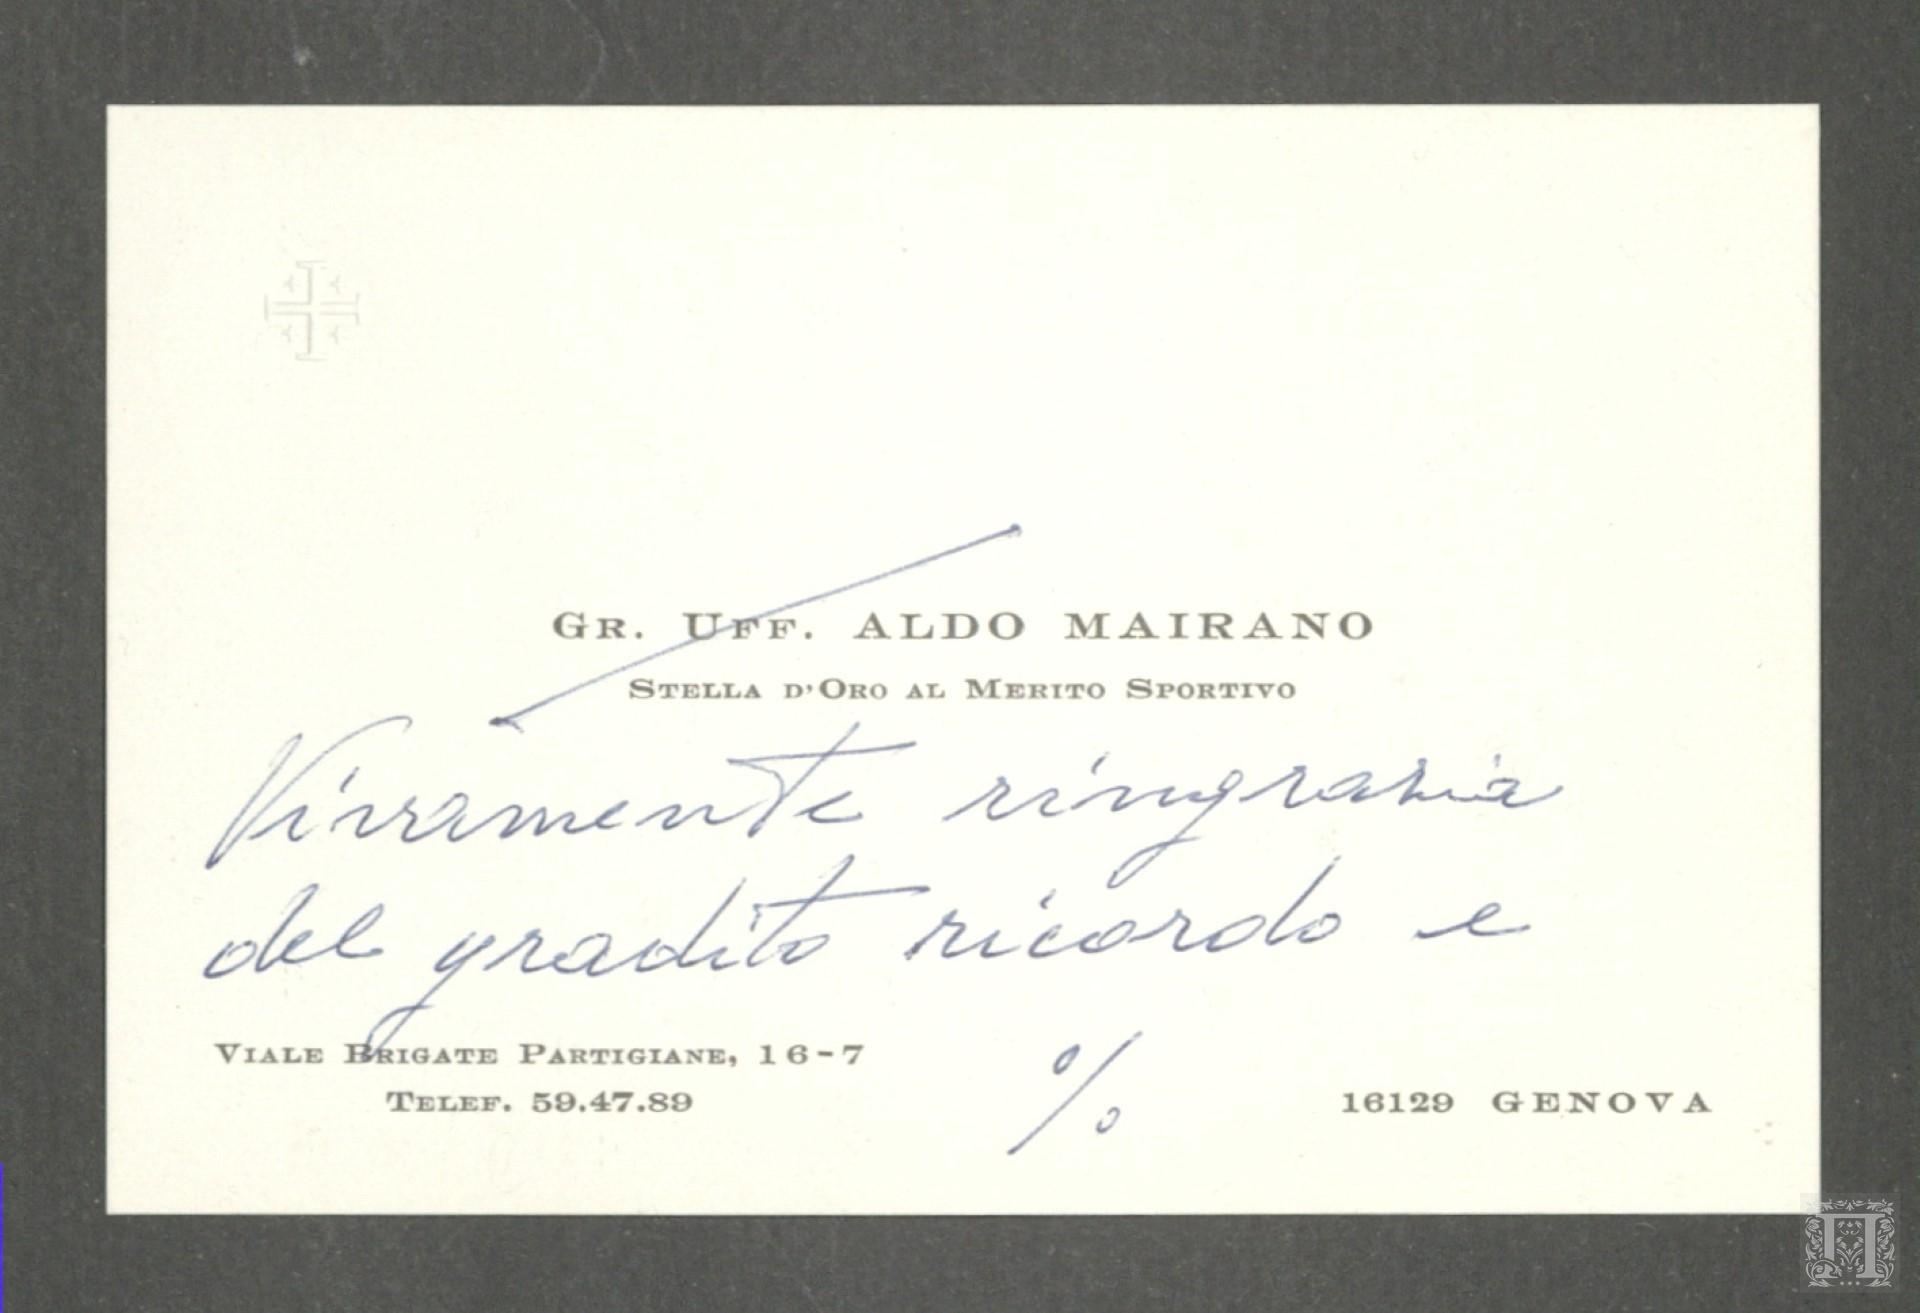 GR. UFF. ALDO MAIRANO
STELLA D'ORO AL MERITO SPORTIVO
Vivamente ringrazia
del gradito ricordo e
VIALE BRIGATE PARTIGIANE, 16-7
TELEF. 59.47.89
%
16129 GENOVA